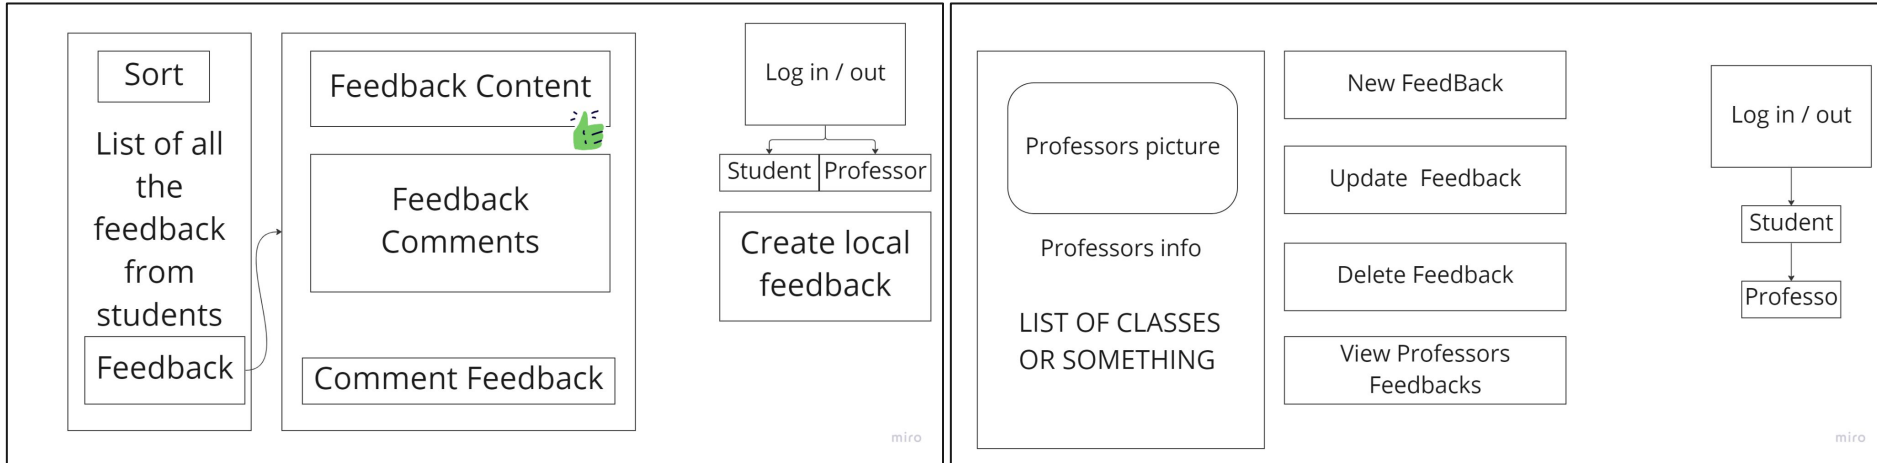 Sort
List of all
the
feedback
from
students
Feedback
Feedback Content
Feedback
Comments
Comment Feedback
Log in / out
Student
Professor
Create local
feedback
miro
Professors picture
Professors info
LIST OF CLASSES
OR SOMETHING
New FeedBack
Update Feedback
Delete Feedback
View Professors
Feedbacks
Log in / out
Student
Professo
miro